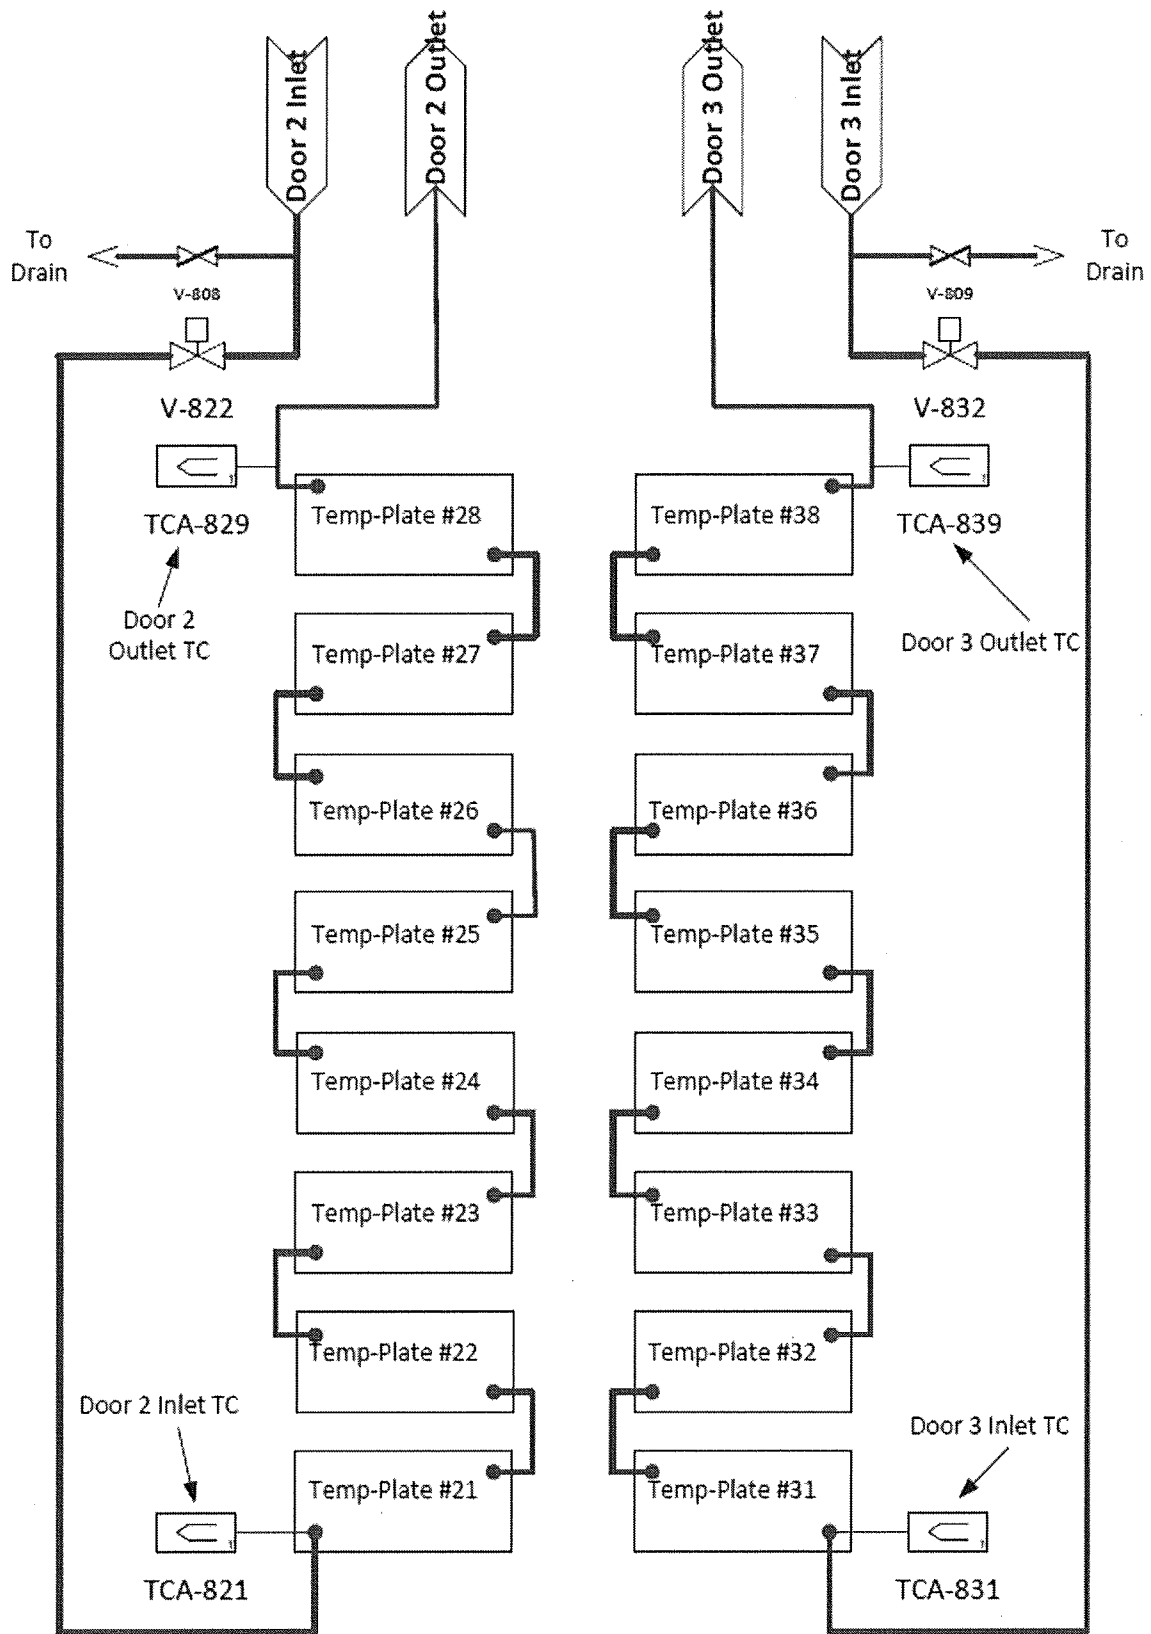 Door 2 Inlet
Door 2 Outlet
Door 3 Outlet
Door 3 Inlet
To
Drain
To
Drain
V-808
V-809
V-822
V-832
TCA-829
Temp-Plate #28
Temp-Plate #38
TCA-839
Door 2
Outlet TC
Temp-Plate #27
Temp-Plate #37
Door 3 Outlet TC
Temp-Plate #26
Temp-Plate #36
Temp-Plate #25
Temp-Plate #35
Temp-Plate #24
Temp-Plate #34
Temp-Plate #23
Temp-Plate #33
Temp-Plate #22
Temp-Plate #32
Door 2 Inlet TC
Door 3 Inlet TC
Temp-Plate #21
Temp-Plate #31
TCA-821
TCA-831